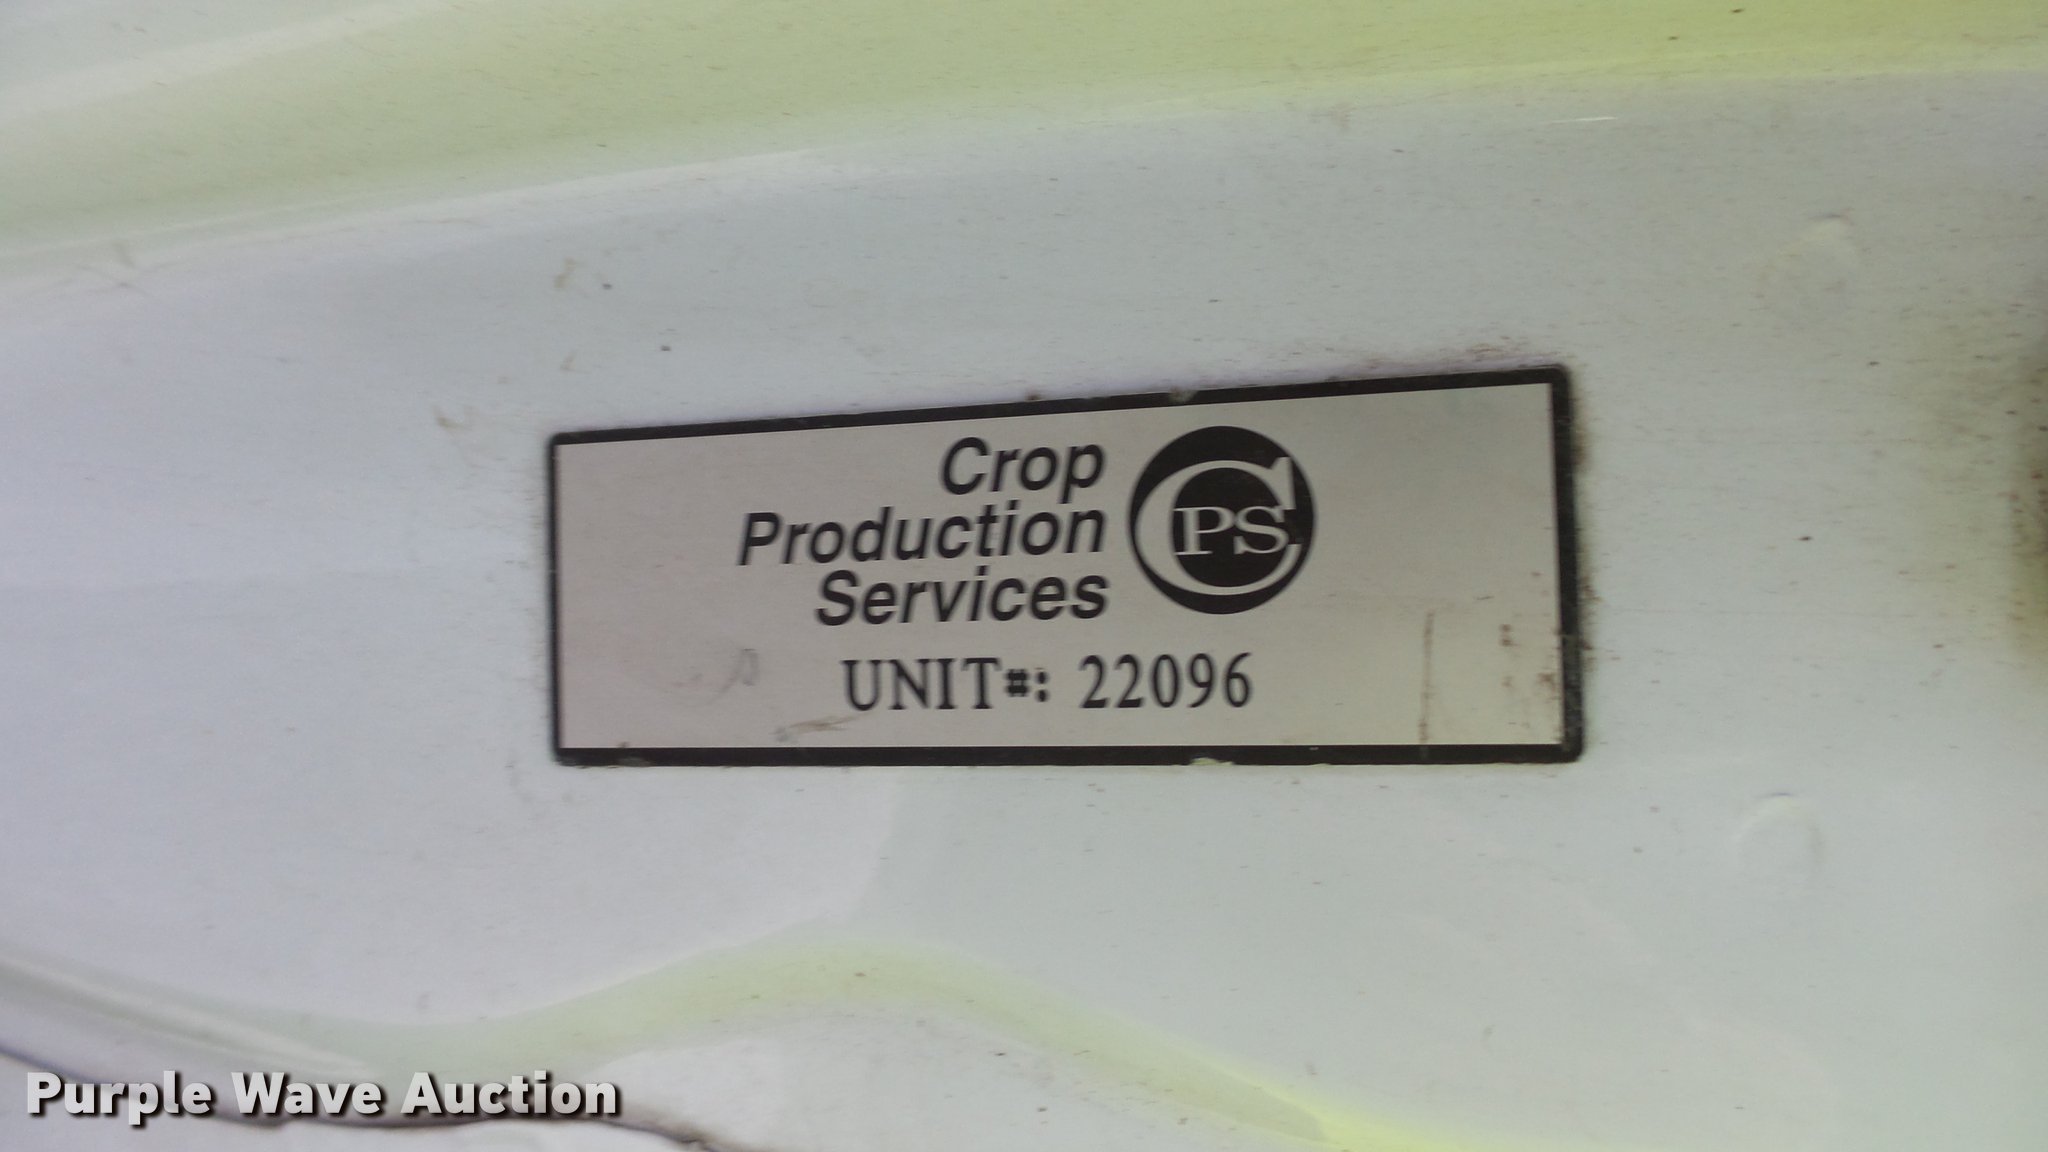 Crop
Production
Services
CPS
UNIT#: 22096
Purple Wave Auction